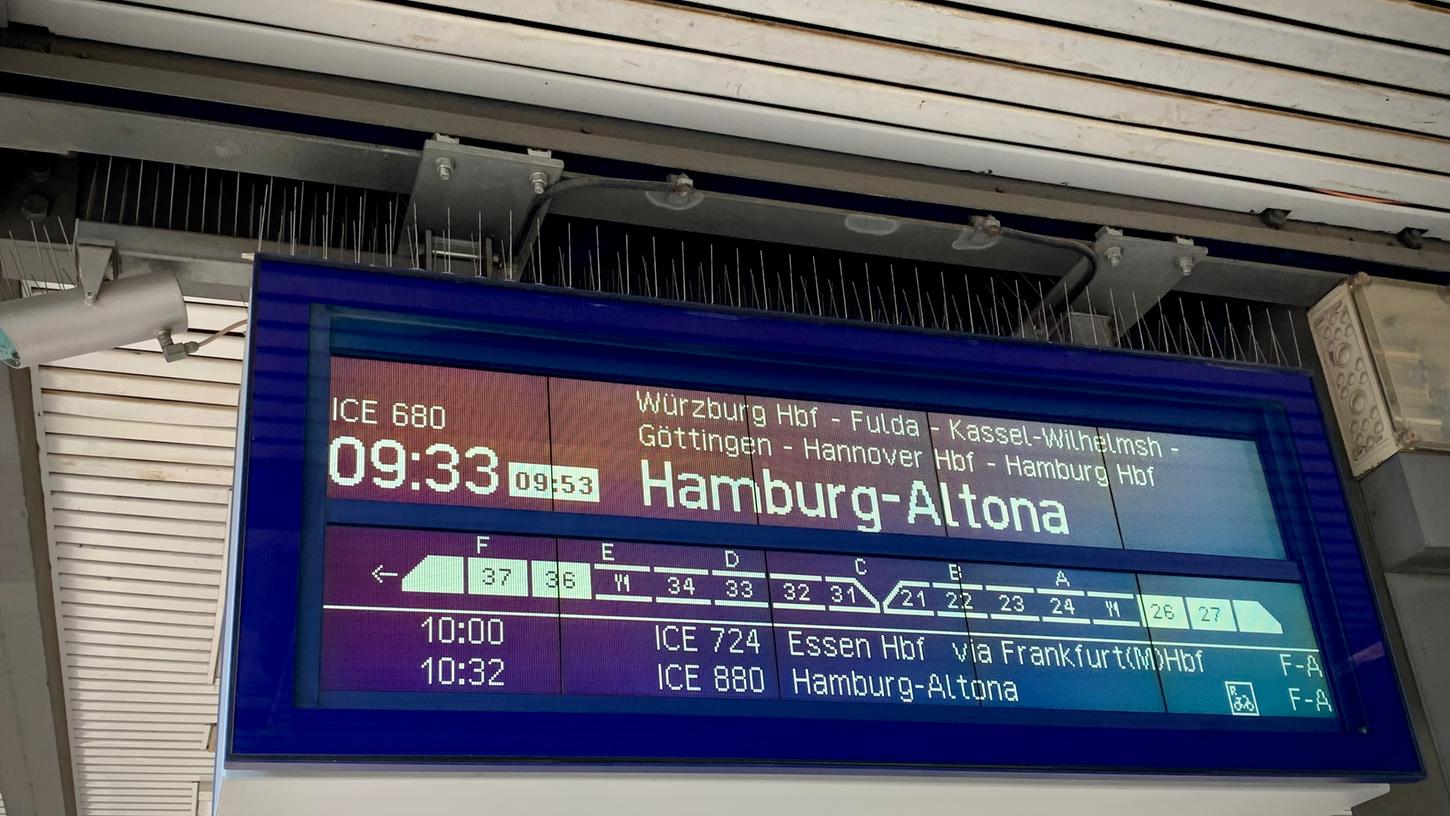 ICE 680
09:33 09:53
Würzburg Hbf - Fulda - Kassel-Wilhelmsh -
Göttingen - Hannover Hbf - Hamburg Hbf
Hamburg-Altona
F E D C B A
← 37 36 34 33 32 31 21 22 23 24 26 27
10:00 ICE 724 Essen Hbf via Frankfurt(M)Hbf F-A
10:32 ICE 880 Hamburg-Altona R F-A